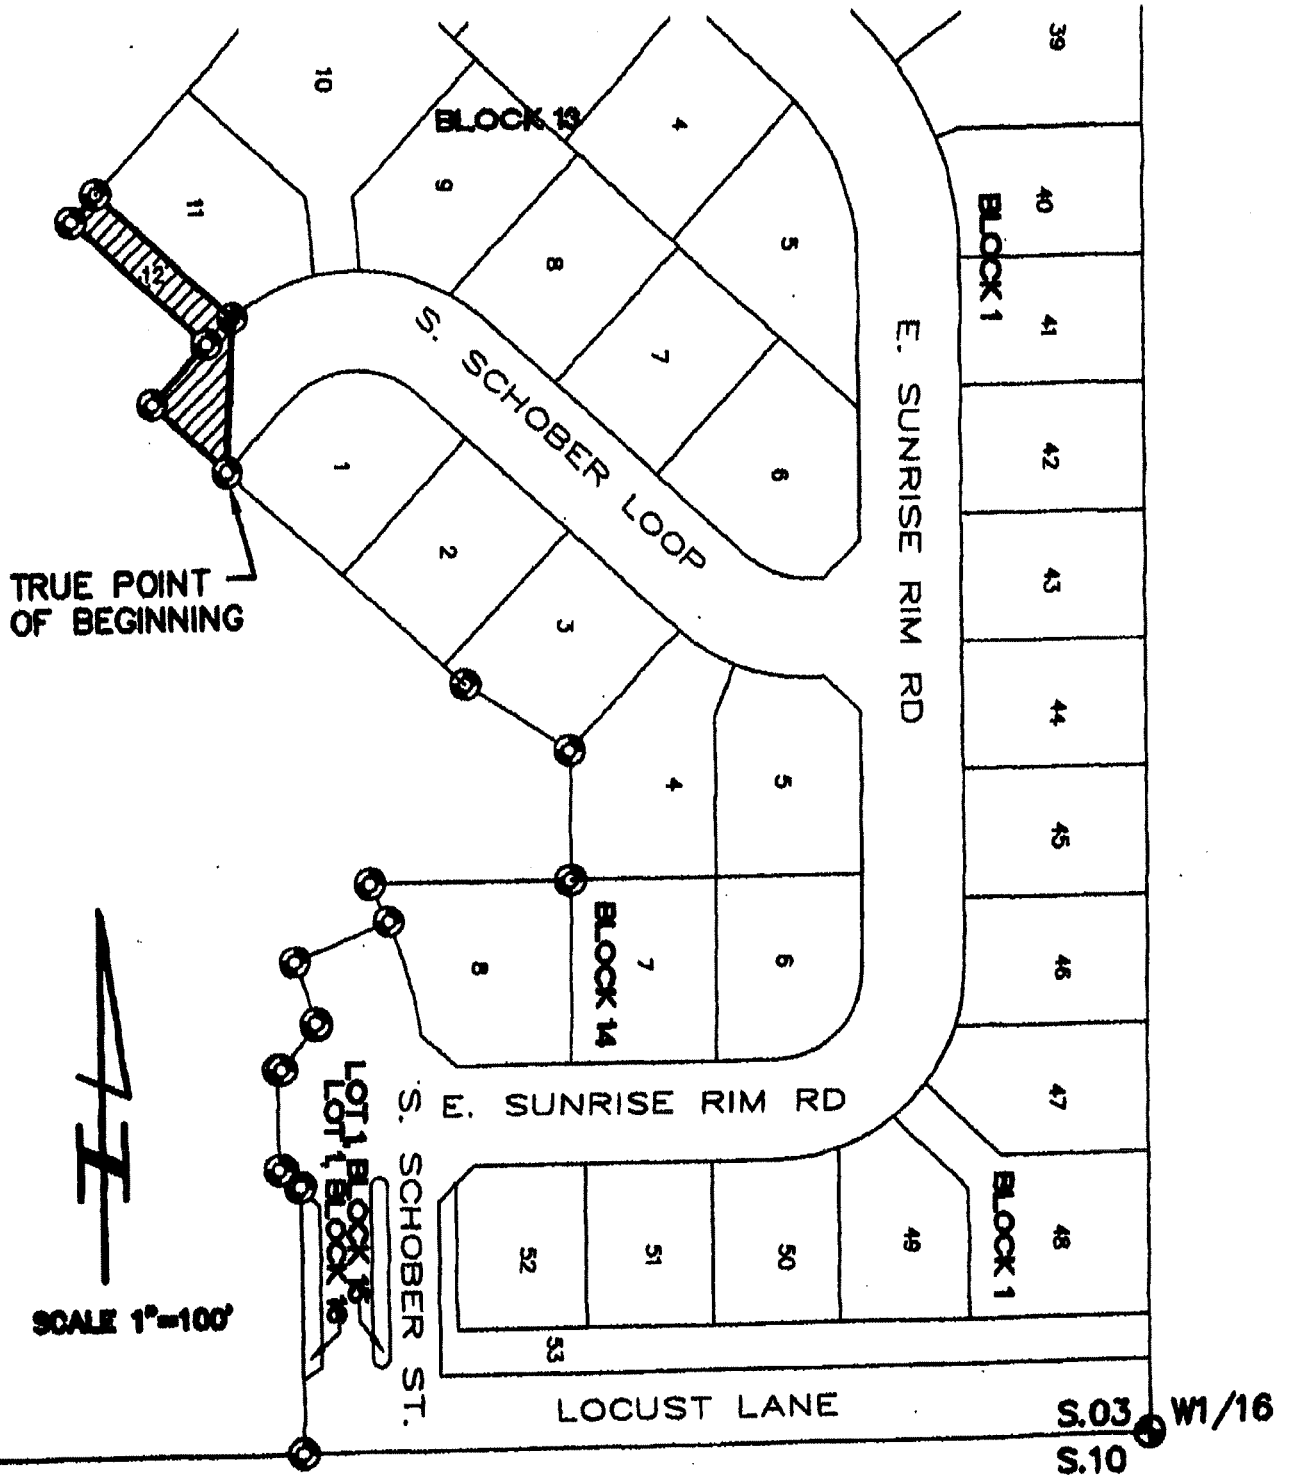 39
10
BLOCK 13
4
9
11
40
BLOCK 1
5
8
12
41
S. SCHOBER LOOP
E. SUNRISE RIM RD
7
42
1
6
2
43
TRUE POINT
OF BEGINNING
3
44
4
5
45
BLOCK 14
8
7
6
46
LOT 1, BLOCK 15
LOT 1, BLOCK 16
S. SCHOBER ST.
E. SUNRISE RIM RD
47
BLOCK 1
48
49
50
51
52
SCALE 1"=100'
53
LOCUST LANE
S.03
W1/16
S.10